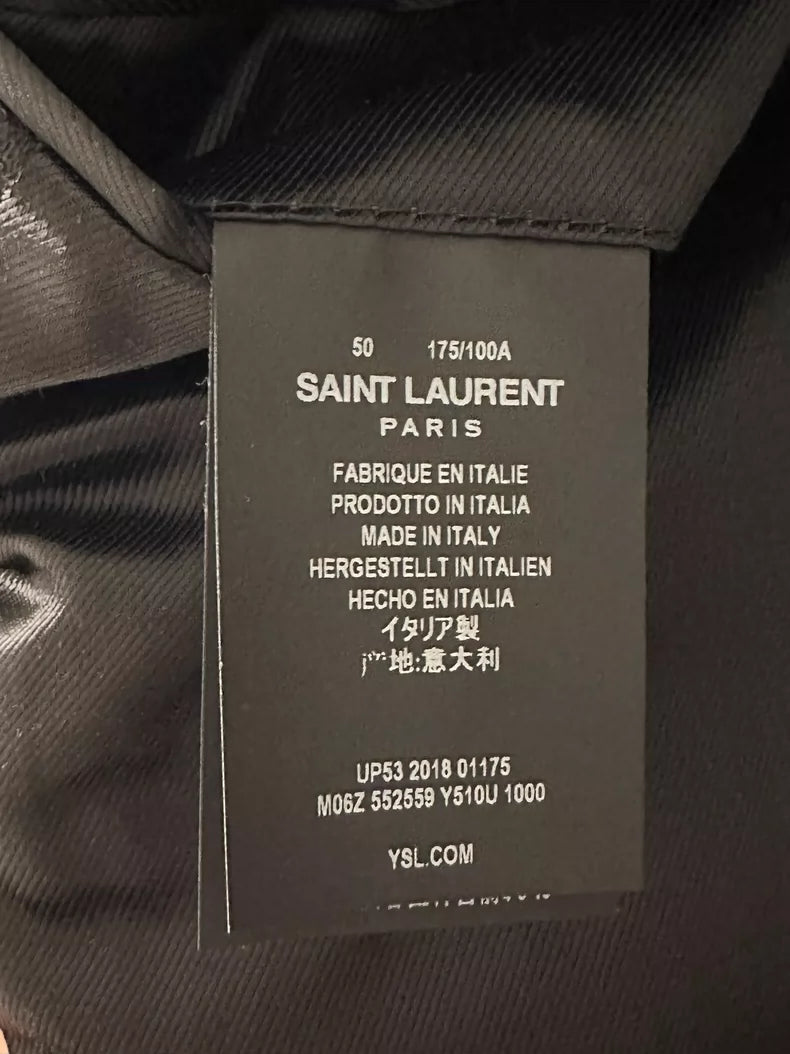 50 175/100A
SAINT LAURENT
PARIS
FABRIQUE EN ITALIE
PRODOTTO IN ITALIA
MADE IN ITALY
HERGESTELLT IN ITALIEN
HECHO EN ITALIA
イタリア製
产地:意大利
UP53 2018 01175
M06Z 552559 Y510U 1000
YSL.COM